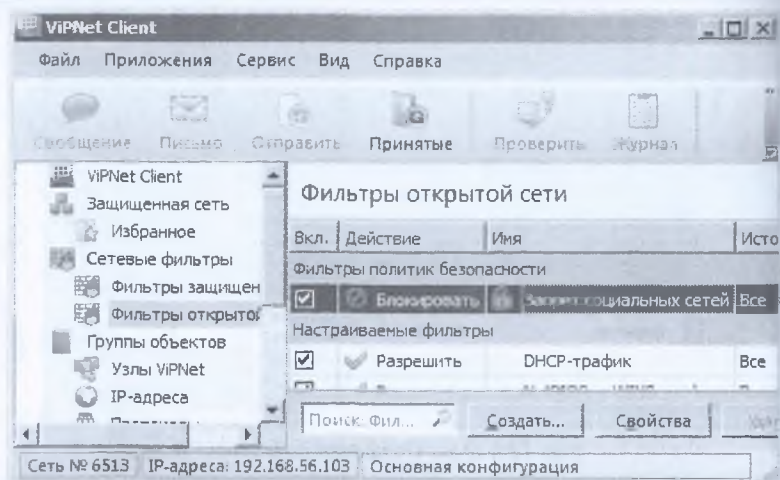 ViPNet Client
Файл Приложения Сервис Вид Справка
Сообщение Письмо Отправить Принятые Проверить Журнал
ViPNet Client
Защищенная сеть
Избранное
Сетевые фильтры
Фильтры защищен
Фильтры открыто
Группы объектов
Узлы ViPNet
IP-адреса
Фильтры открытой сети
Вкл. Действие Имя Исто
Фильтры политик безопасности
Блокировать Запрет социальных сетей Все
Настраиваемые фильтры
Разрешить DHCP-трафик Все
Поиск: Фил... Создать... Свойства
Сеть № 6513 IP-адреса: 192.168.56.103 Основная конфигурация